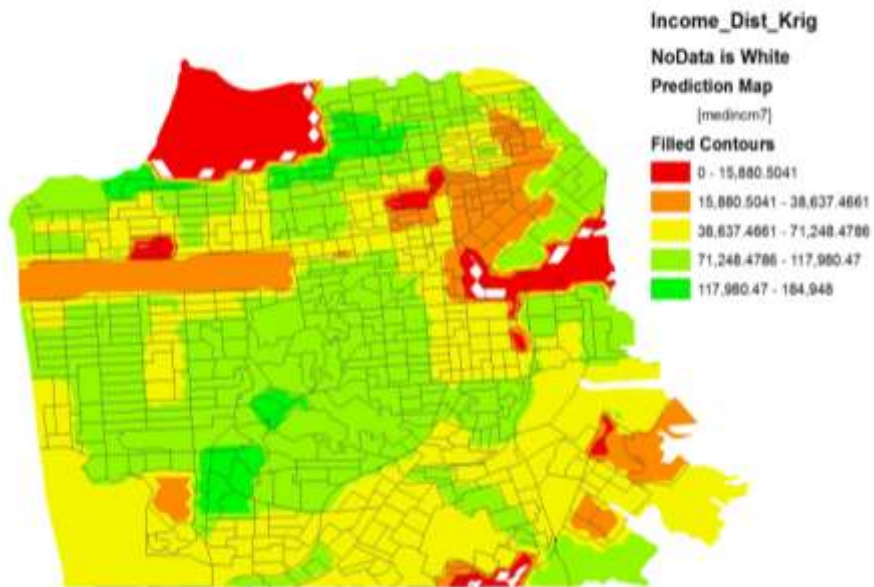 Income_Dist_Krig
NoData is White
Prediction Map
[medincm7]
Filled Contours
0 - 15,880.5041
15,880.5041 - 38,637.4661
38,637.4661 - 71,248.4786
71,248.4786 - 117,980.47
117,980.47 - 184,948